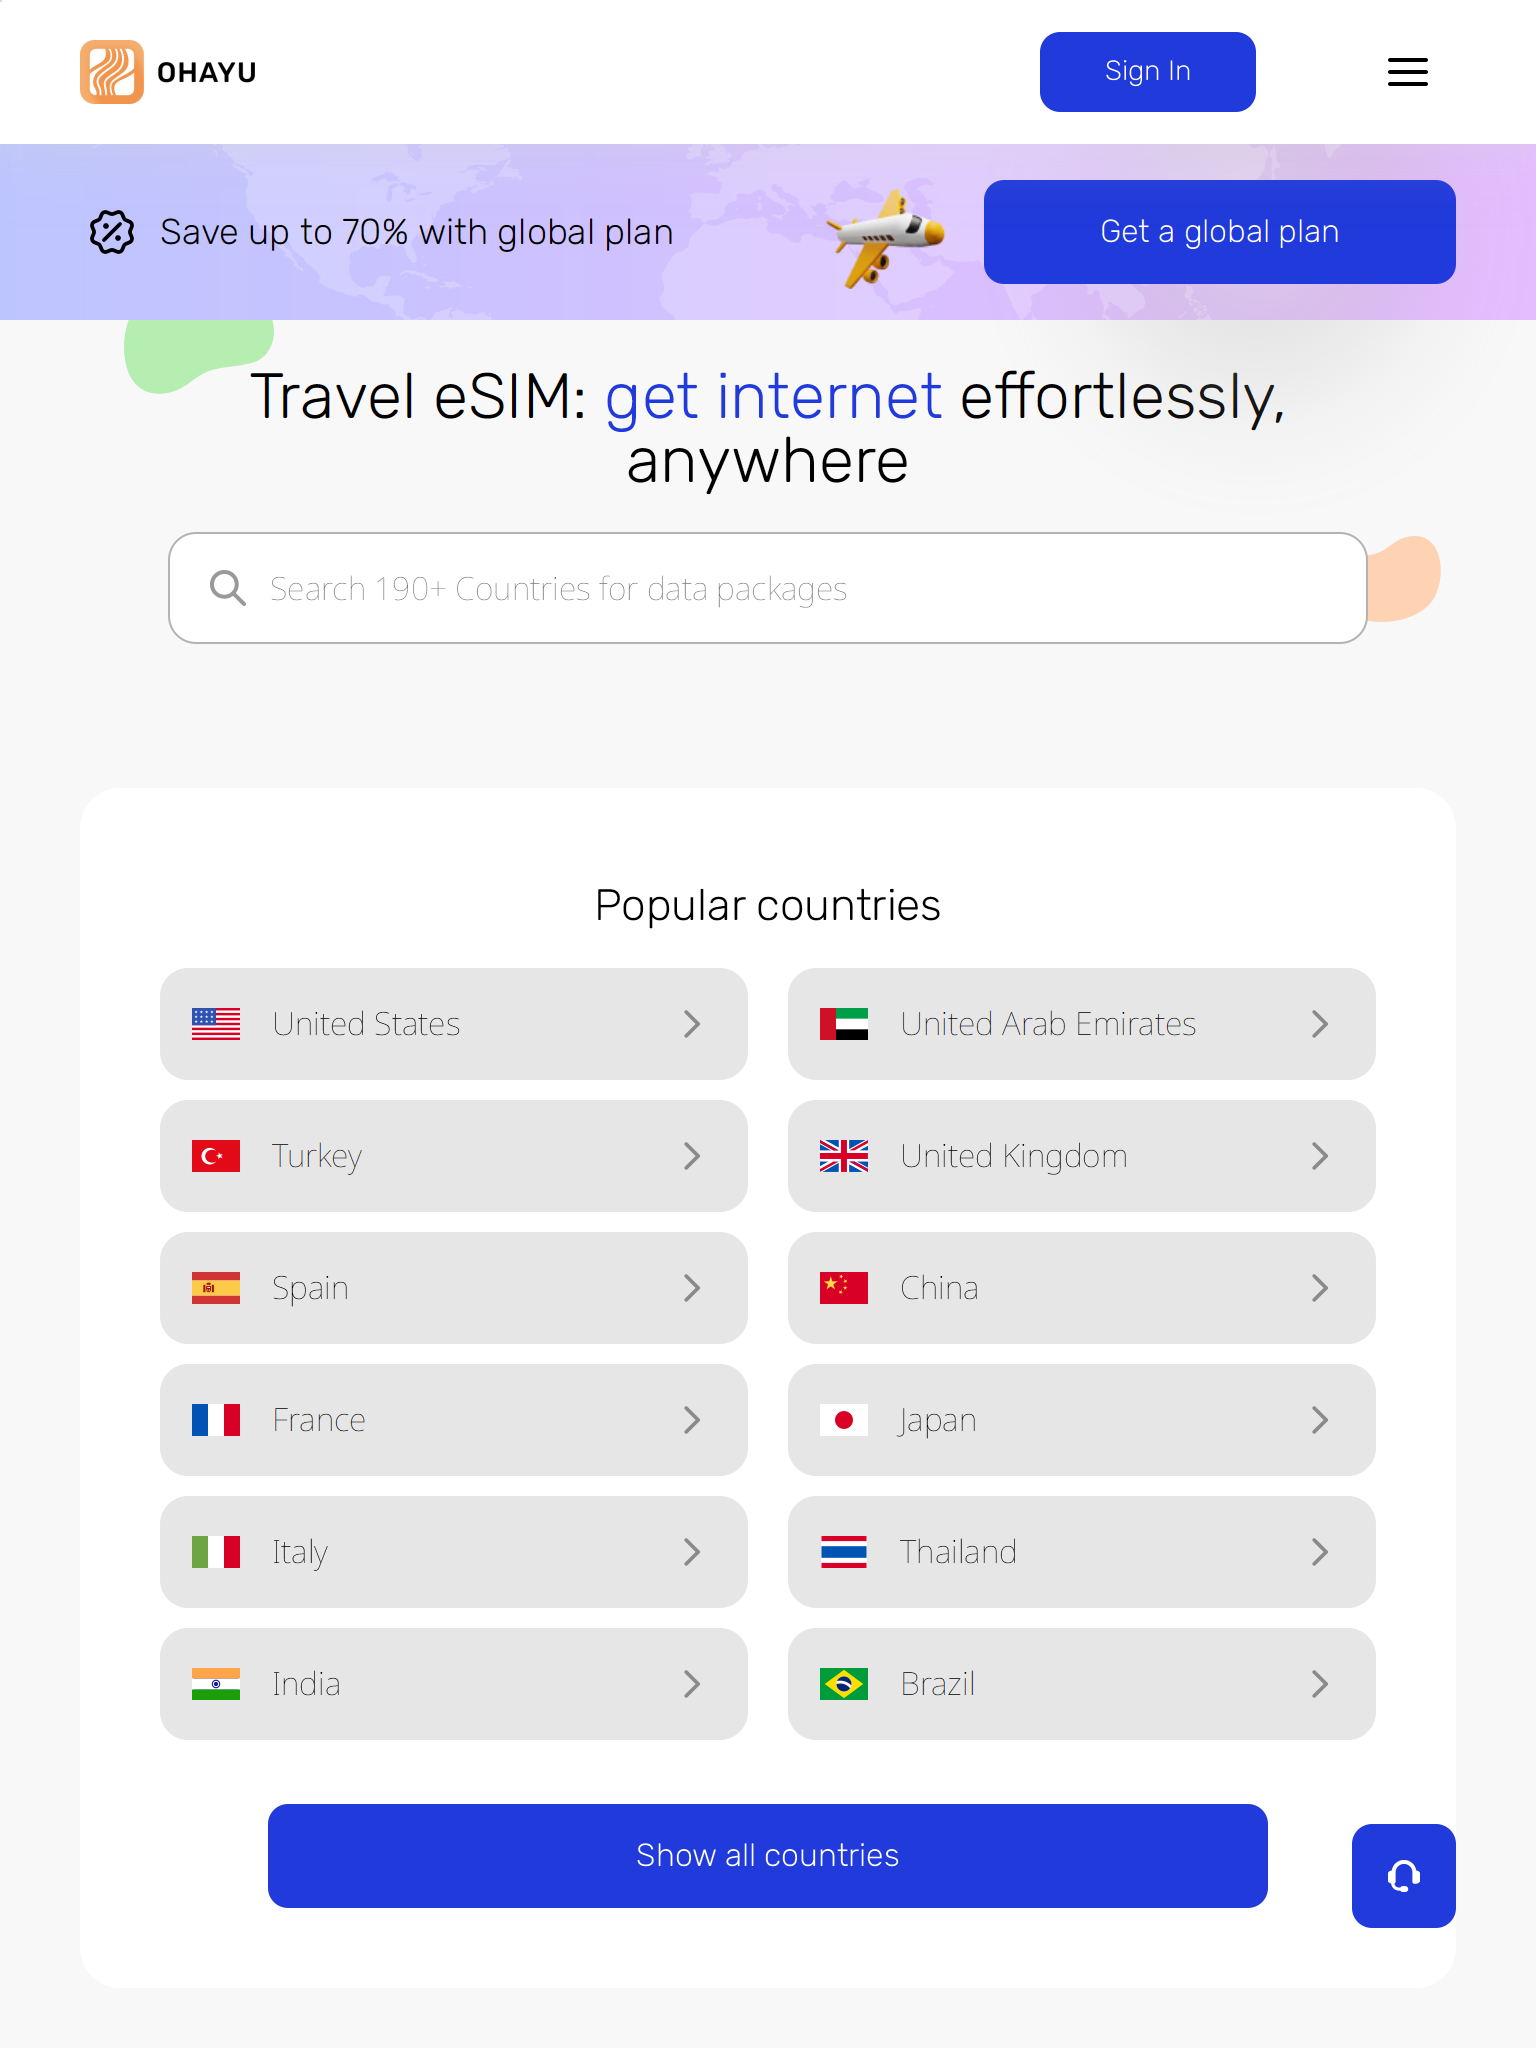 OHAYU
Sign In
Save up to 70% with global plan
Get a global plan
Travel eSIM: get internet effortlessly,
anywhere
Search 190+ Countries for data packages
Popular countries
United States
United Arab Emirates
Turkey
United Kingdom
Spain
China
France
Japan
Italy
Thailand
India
Brazil
Show all countries